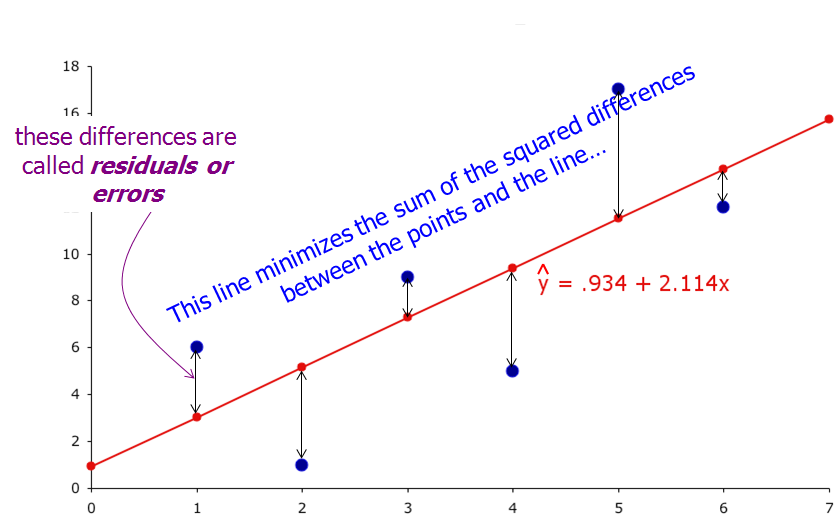 18
16
these differences are
called residuals or
errors
This line minimizes the sum of the squared differences
between the points and the line...
10
ŷ = .934 + 2.114x
8
6
4
2
0
0 1 2 3 4 5 6 7